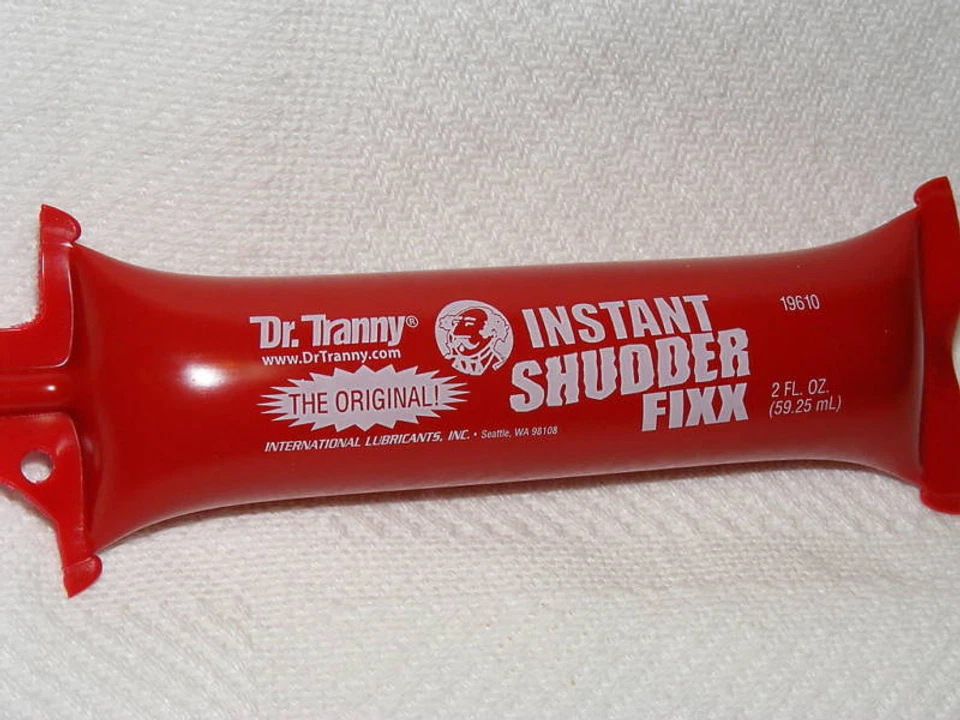 Dr. Tranny®
www.DrTranny.com
THE ORIGINAL!
INTERNATIONAL LUBRICANTS, INC. • Seattle, WA 98108
INSTANT
SHUDDER
FIXX
19610
2 FL. OZ.
(59.25 mL)